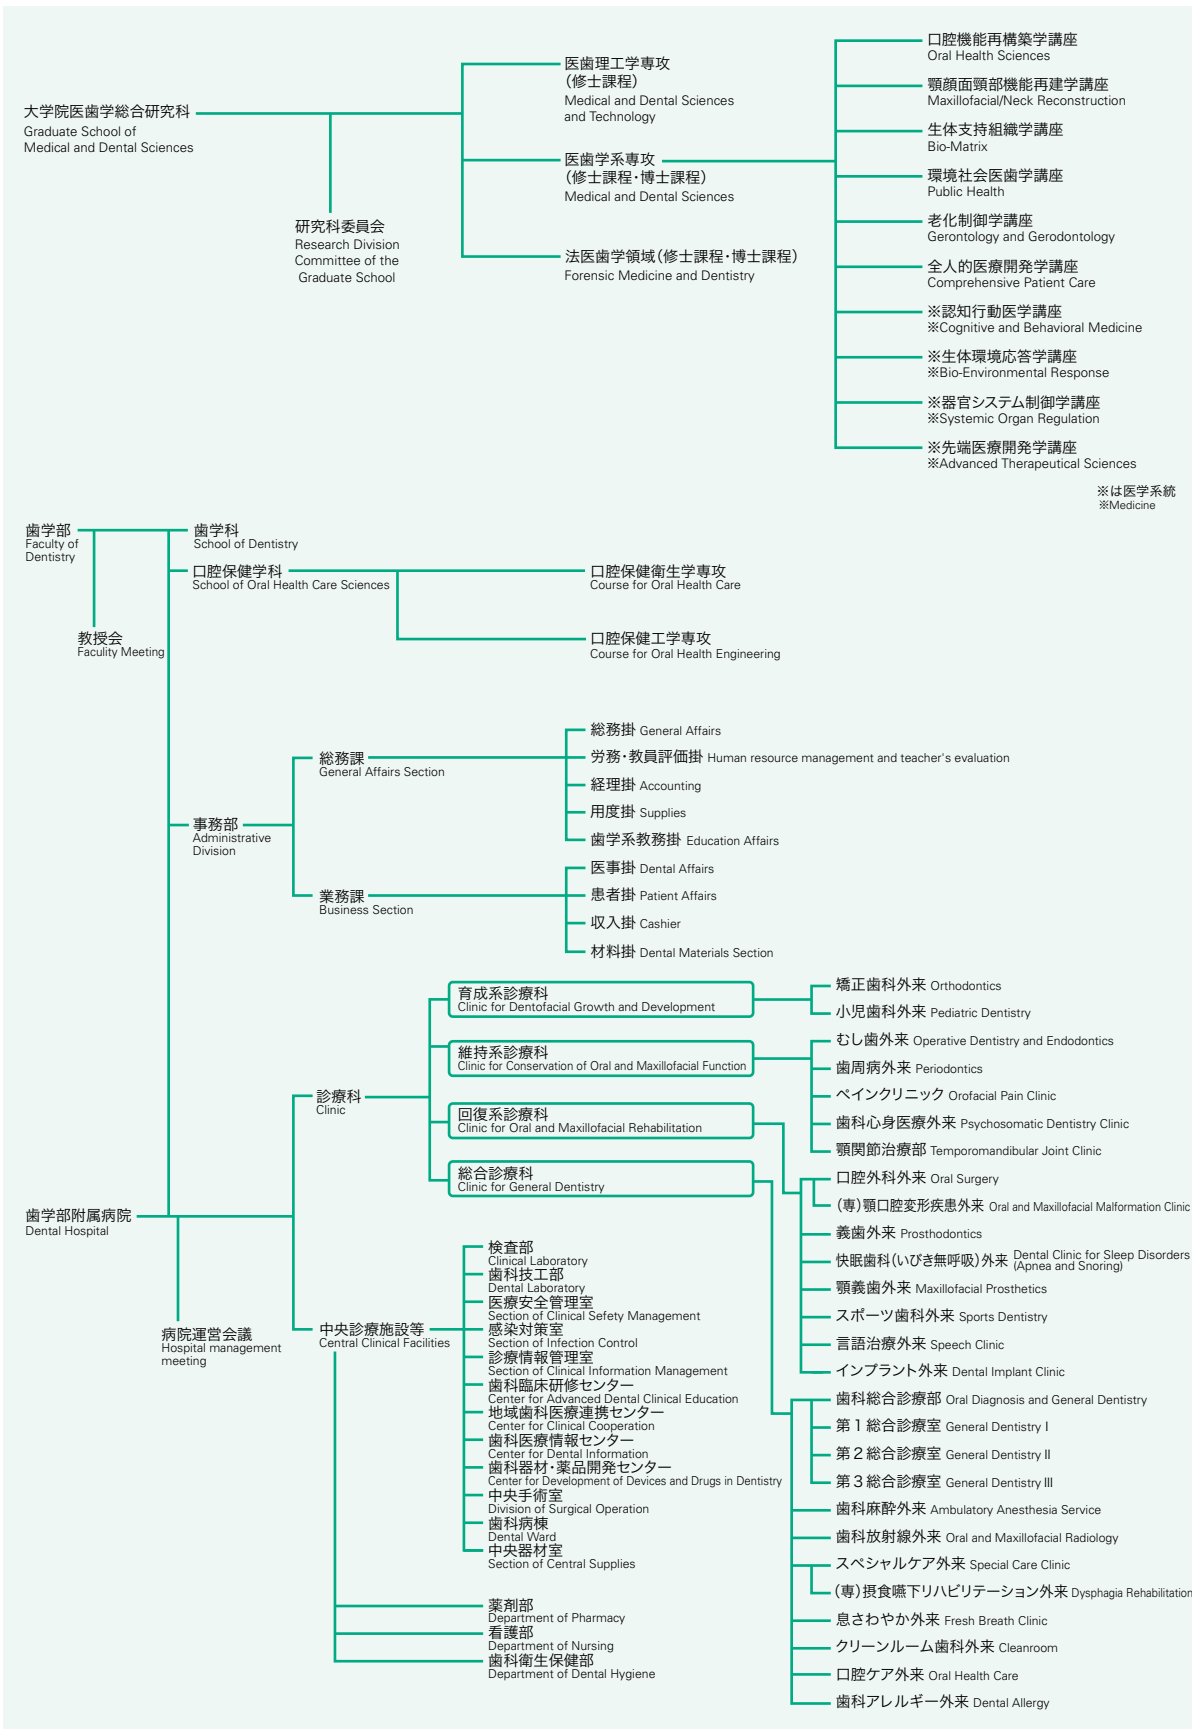 大学院医歯学総合研究科
Graduate School of
Medical and Dental Sciences
研究科委員会
Research Division
Committee of the
Graduate School
医歯理工学専攻
(修士課程)
Medical and Dental Sciences
and Technology
医歯学系専攻
(修士課程・博士課程)
Medical and Dental Sciences
法医歯学領域(修士課程・博士課程)
Forensic Medicine and Dentistry
口腔機能再構築学講座
Oral Health Sciences
顎顔面頸部機能再建学講座
Maxillofacial/Neck Reconstruction
生体支持組織学講座
Bio-Matrix
環境社会医歯学講座
Public Health
老化制御学講座
Gerontology and Gerodontology
全人的医療開発学講座
Comprehensive Patient Care
※認知行動医学講座
※Cognitive and Behavioral Medicine
※生体環境応答学講座
※Bio-Environmental Response
※器官システム制御学講座
※Systemic Organ Regulation
※先端医療開発学講座
※Advanced Therapeutical Sciences
※は医学系統
※Medicine
歯学部
Faculty of
Dentistry
教授会
Faculity Meeting
歯学科
School of Dentistry
口腔保健学科
School of Oral Health Care Sciences
口腔保健衛生学専攻
Course for Oral Health Care
口腔保健工学専攻
Course for Oral Health Engineering
事務部
Administrative
Division
総務課
General Affairs Section
総務掛 General Affairs
労務・教員評価掛 Human resource management and teacher's evaluation
経理掛 Accounting
用度掛 Supplies
歯学系教務掛 Education Affairs
業務課
Business Section
医事掛 Dental Affairs
患者掛 Patient Affairs
収入掛 Cashier
材料掛 Dental Materials Section
歯学部附属病院
Dental Hospital
病院運営会議
Hospital management
meeting
診療科
Clinic
育成系診療科
Clinic for Dentofacial Growth and Development
維持系診療科
Clinic for Conservation of Oral and Maxillofacial Function
回復系診療科
Clinic for Oral and Maxillofacial Rehabilitation
総合診療科
Clinic for General Dentistry
矯正歯科外来 Orthodontics
小児歯科外来 Pediatric Dentistry
むし歯外来 Operative Dentistry and Endodontics
歯周病外来 Periodontics
ペインクリニック Orofacial Pain Clinic
歯科心身医療外来 Psychosomatic Dentistry Clinic
顎関節治療部 Temporomandibular Joint Clinic
口腔外科外来 Oral Surgery
(専)顎口腔変形疾患外来 Oral and Maxillofacial Malformation Clinic
義歯外来 Prosthodontics
快眠歯科(いびき無呼吸)外来 Dental Clinic for Sleep Disorders
(Apnea and Snoring)
顎義歯外来 Maxillofacial Prosthetics
スポーツ歯科外来 Sports Dentistry
言語治療外来 Speech Clinic
インプラント外来 Dental Implant Clinic
歯科総合診療部 Oral Diagnosis and General Dentistry
第1総合診療室 General Dentistry I
第2総合診療室 General Dentistry II
第3総合診療室 General Dentistry III
歯科麻酔外来 Ambulatory Anesthesia Service
歯科放射線外来 Oral and Maxillofacial Radiology
スペシャルケア外来 Special Care Clinic
(専)摂食嚥下リハビリテーション外来 Dysphagia Rehabilitation
息さわやか外来 Fresh Breath Clinic
クリーンルーム歯科外来 Cleanroom
口腔ケア外来 Oral Health Care
歯科アレルギー外来 Dental Allergy
中央診療施設等
Central Clinical Facilities
検査部
Clinical Laboratory
歯科技工部
Dental Laboratory
医療安全管理室
Section of Clinical Sefety Management
感染対策室
Section of Infection Control
診療情報管理室
Section of Clinical Information Management
歯科臨床研修センター
Center for Advanced Dental Clinical Education
地域歯科医療連携センター
Center for Clinical Cooperation
歯科医療情報センター
Center for Dental Information
歯科器材・薬品開発センター
Center for Development of Devices and Drugs in Dentistry
中央手術室
Division of Surgical Operation
歯科病棟
Dental Ward
中央器材室
Section of Central Supplies
薬剤部
Department of Pharmacy
看護部
Department of Nursing
歯科衛生保健部
Department of Dental Hygiene